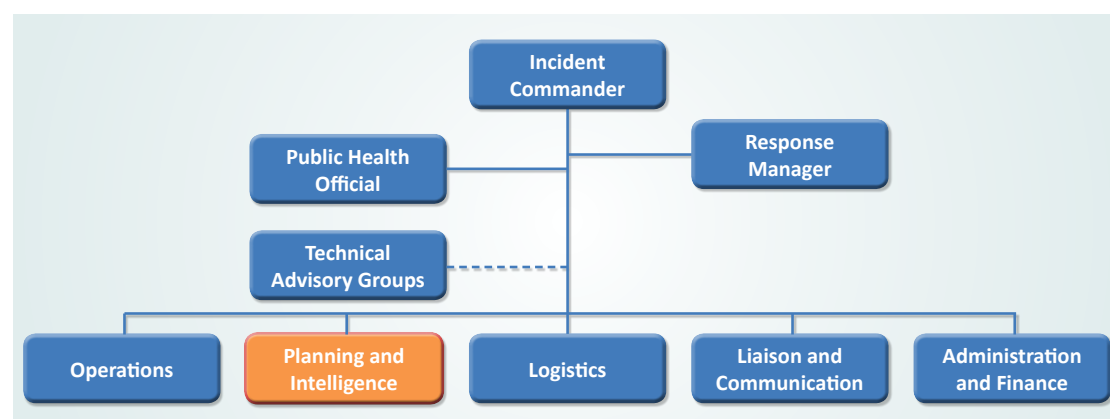 Incident
Commander
Response
Manager
Public Health
Official
Technical
Advisory Groups
Operations
Planning and
Intelligence
Logistics
Liaison and
Communication
Administration
and Finance